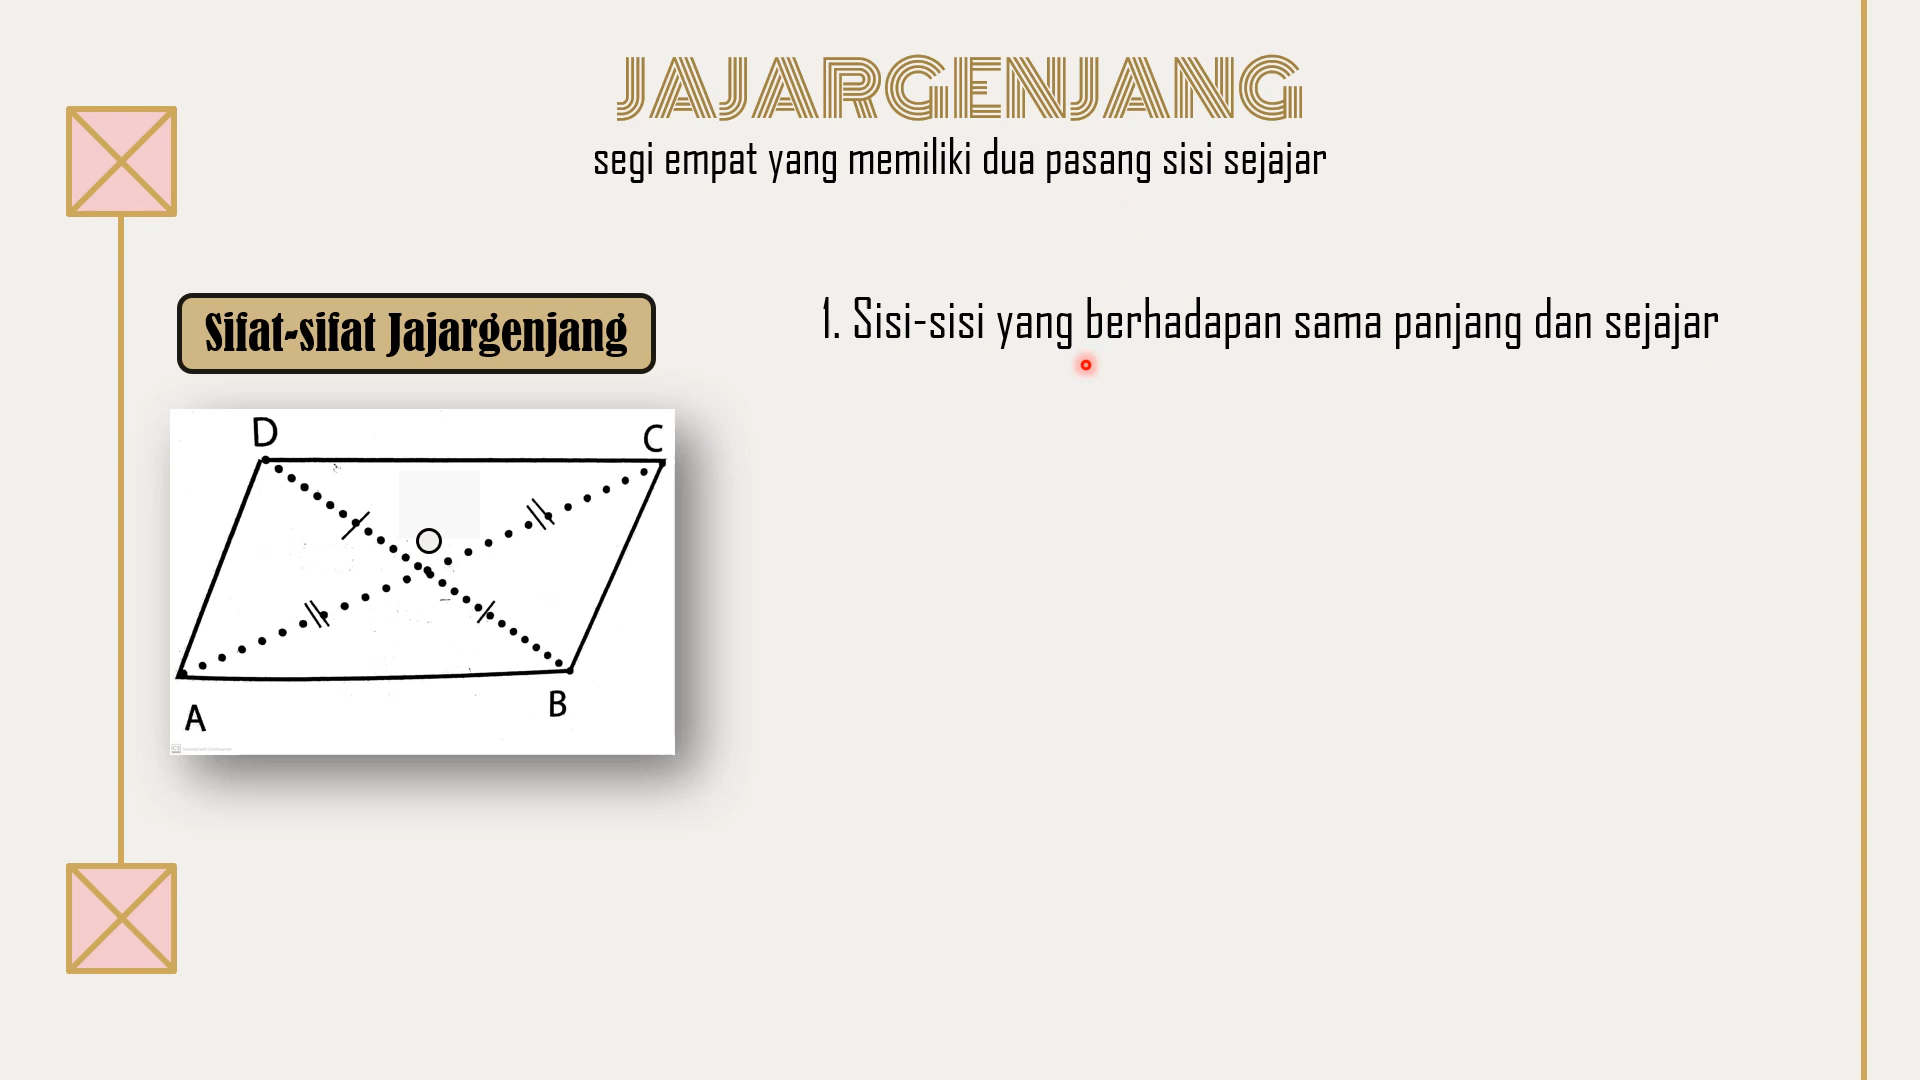 JAJARGENJANG
segi empat yang memiliki dua pasang sisi sejajar
Sifat-sifat Jajargenjang
1. Sisi-sisi yang berhadapan sama panjang dan sejajar
D
C
O
A
B